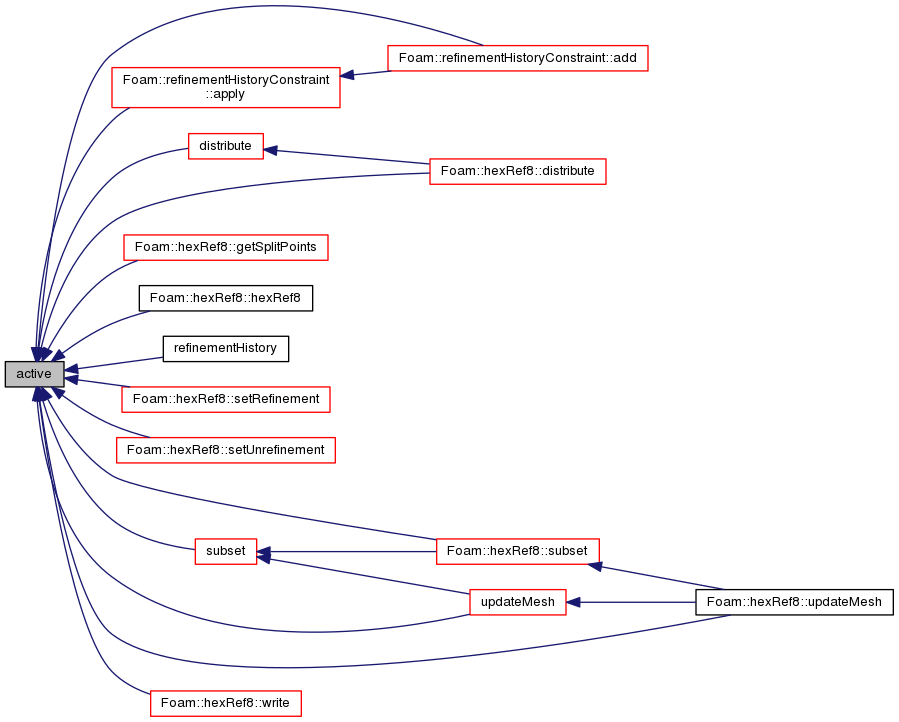 Foam::refinementHistoryConstraint::add
Foam::refinementHistoryConstraint
::apply
distribute
Foam::hexRef8::distribute
Foam::hexRef8::getSplitPoints
Foam::hexRef8::hexRef8
refinementHistory
active
Foam::hexRef8::setRefinement
Foam::hexRef8::setUnrefinement
subset
Foam::hexRef8::subset
updateMesh
Foam::hexRef8::updateMesh
Foam::hexRef8::write